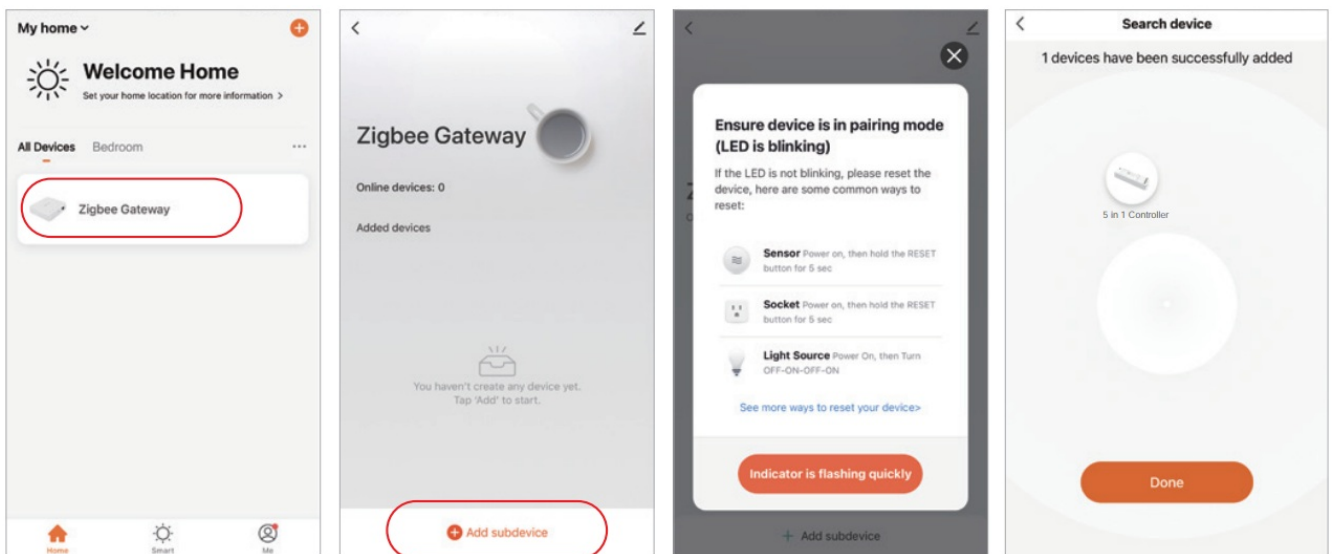 My home
Welcome Home
Set your home location for more information >
All Devices Bedroom ...
Zigbee Gateway
Home Smart Me
Zigbee Gateway
Online devices: 0
Added devices
You haven't create any device yet.
Tap 'Add' to start.
Add subdevice
Ensure device is in pairing mode
(LED is blinking)
If the LED is not blinking, please reset the
device, here are some common ways to
reset:
Sensor Power on, then hold the RESET
button for 5 sec
Socket Power on, then hold the RESET
button for 5 sec
Light Source Power On, then Turn
OFF-ON-OFF-ON
See more ways to reset your device>
Indicator is flashing quickly
+ Add subdevice
Search device
1 devices have been successfully added
5 in 1 Controller
Done